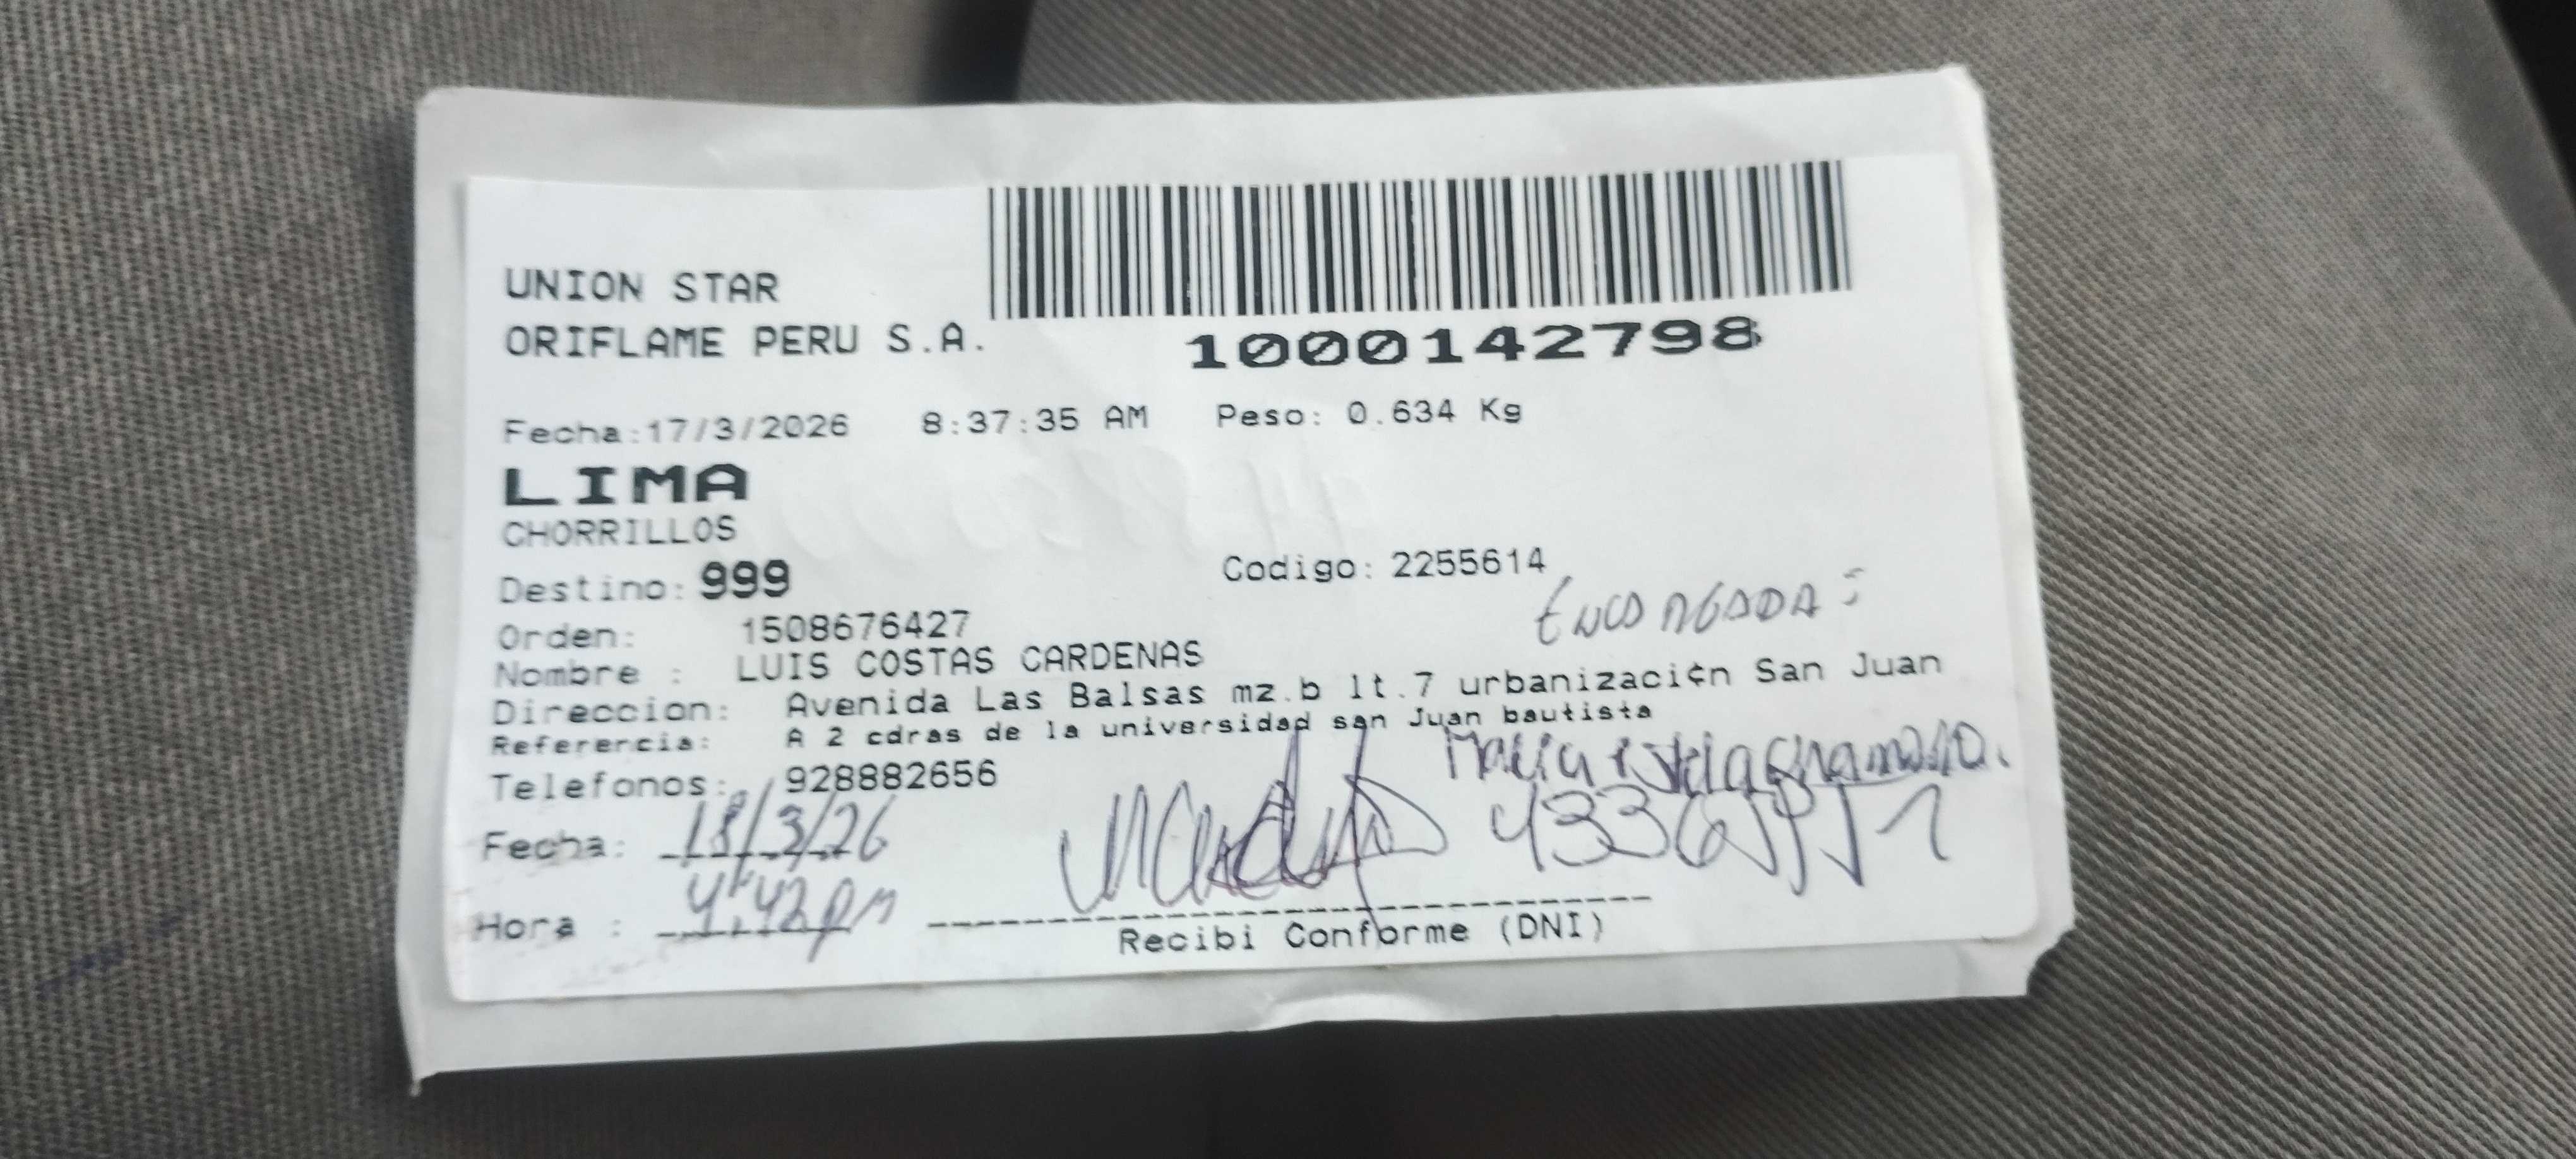 UNION STAR
ORIFLAME PERU S.A.
1000142798
Fecha:17/3/2026 8:37:35 AM Peso: 0.634 Kg
LIMA
CHORRILLOS
Destino: 999 Codigo: 2255614
Orden: 1508676427
Nombre : LUIS COSTAS CARDENAS
Direccion: Avenida Las Balsas mz.b lt.7 urbanizaci¢n San Juan
Referencia: A 2 cdras de la universidad san Juan bautista
Telefonos: 928882656
Fecha: 18/3/26
Hora : 4:42pm
Recibi Conforme (DNI)